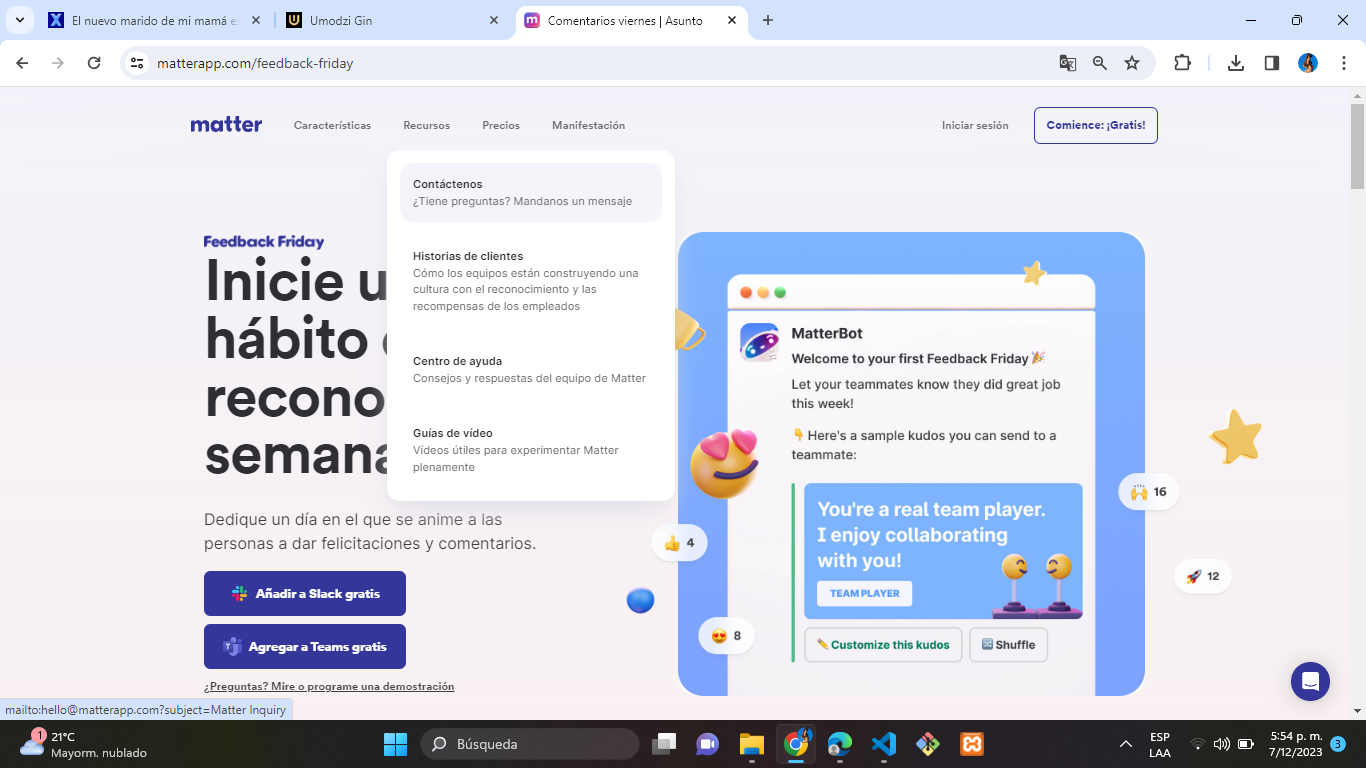 El nuevo marido de mi mamá e
Umodzi Gin
Comentarios viernes | Asunto
matterapp.com/feedback-friday
matter
Características
Recursos
Precios
Manifestación
Iniciar sesión
Comience: ¡Gratis!
Contáctenos
¿Tiene preguntas? Mandanos un mensaje
Historias de clientes
Cómo los equipos están construyendo una
cultura con el reconocimiento y las
recompensas de los empleados
Centro de ayuda
Consejos y respuestas del equipo de Matter
Guías de vídeo
Vídeos útiles para experimentar Matter
plenamente
Feedback Friday
Inicie u
hábito
recono
semana
Dedique un día en el que se anime a las
personas a dar felicitaciones y comentarios.
Añadir a Slack gratis
Agregar a Teams gratis
¿Preguntas? Mire o programe una demostración
MatterBot
Welcome to your first Feedback Friday🎉
Let your teammates know they did great job
this week!
👇 Here's a sample kudos you can send to a
teammate:
You're a real team player.
I enjoy collaborating
with you!
TEAM PLAYER
✏️ Customize this kudos
🔀 Shuffle
👍 4
😍 8
🙌 16
🚀 12
mailto:hello@matterapp.com?subject=Matter Inquiry
1
21°C
Mayorm. nublado
Búsqueda
ESP
LAA
5:54 p. m.
7/12/2023
3